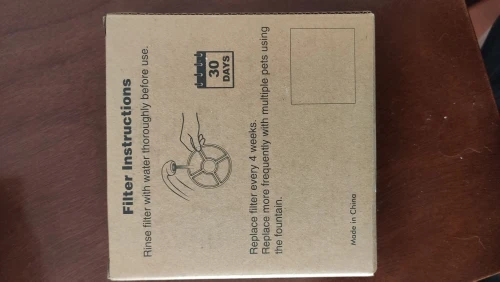 Filter Instructions
Rinse filter with water thoroughly before use.
30
DAYS
Replace filter every 4 weeks.
Replace more frequently with multiple pets using
the fountain.
Made in China